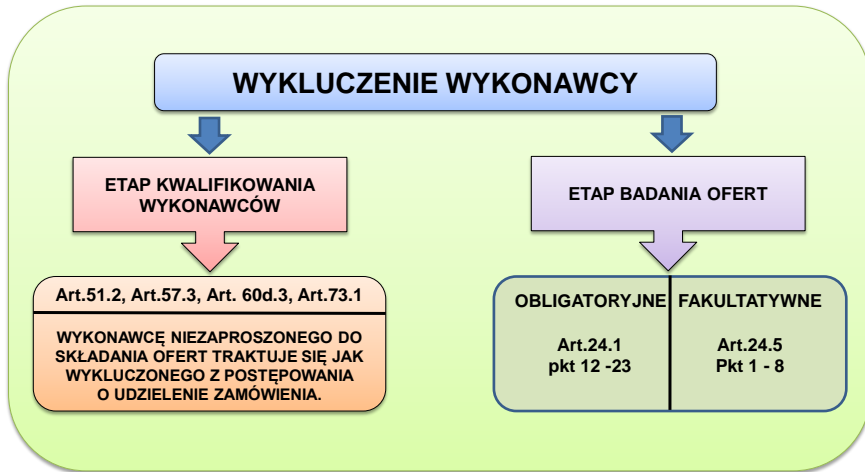 WYKLUCZENIE WYKONAWCY
ETAP KWALIFIKOWANIA
WYKONAWCÓW
Art.51.2, Art.57.3, Art. 60d.3, Art.73.1
WYKONAWCĘ NIEZAPROSZONEGO DO
SKŁADANIA OFERT TRAKTUJE SIĘ JAK
WYKLUCZONEGO Z POSTĘPOWANIA
O UDZIELENIE ZAMÓWIENIA.
ETAP BADANIA OFERT
OBLIGATORYJNE
Art.24.1
pkt 12 -23
FAKULTATYWNE
Art.24.5
Pkt 1 - 8